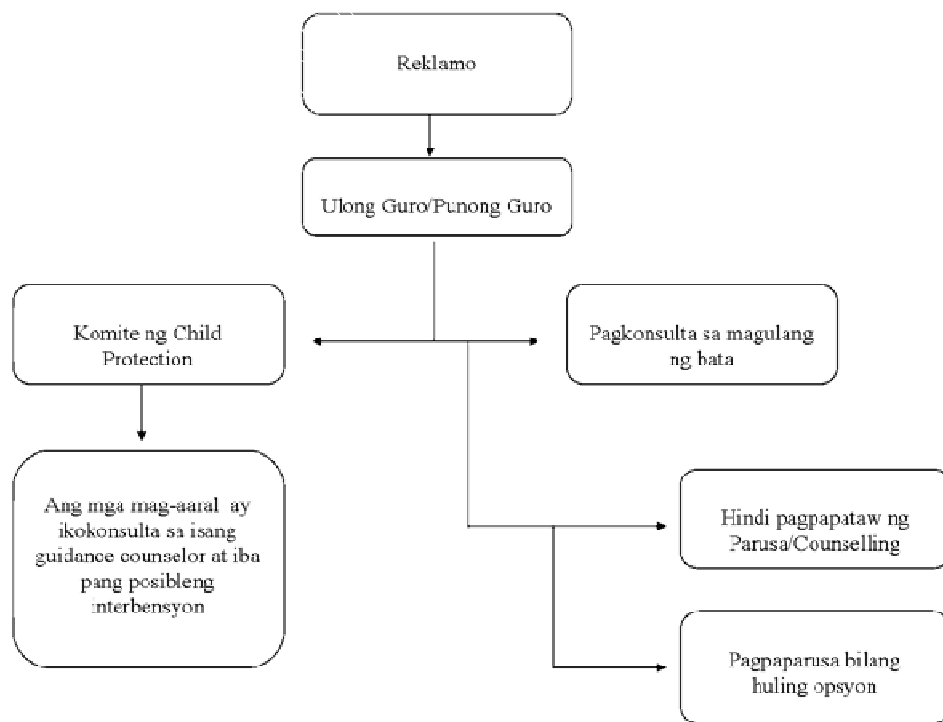 Reklamo
Ulong Guro/Punong Guro
Komite ng Child
Protection
Pagkonsulta sa magulang
ng bata
Ang mga mag-aaral ay
ikokonsulta sa isang
guidance counselor at iba
pang posibleng
interbensyon
Hindi pagpapataw ng
Parusa/Counselling
Pagpaparusa bilang
huling opsyon